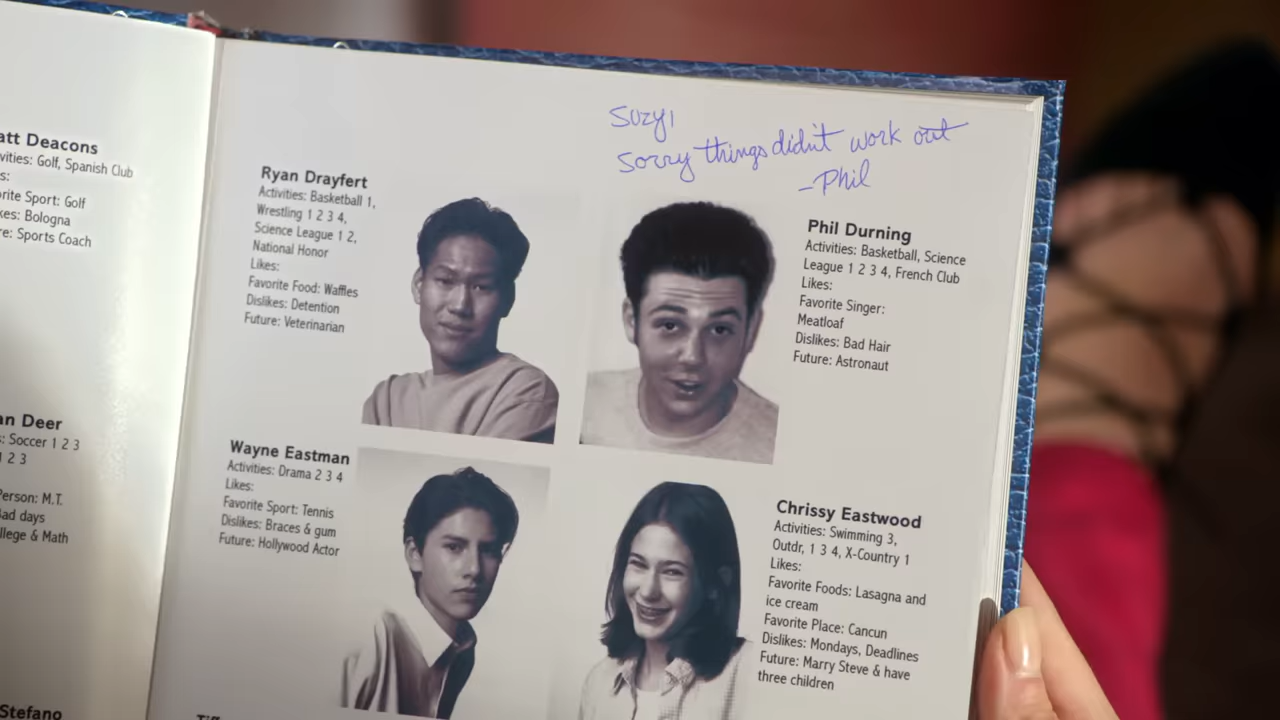 att Deacons
vities: Golf, Spanish Club
s:
rite Sport: Golf
kes: Bologna
re: Sports Coach
an Deer
s: Soccer 1 2 3
1 2 3
Person: M.T.
ad days
llege & Math
Stefano
Ryan Drayfert
Activities: Basketball 1,
Wrestling 1 2 3 4,
Science League 1 2,
National Honor
Likes:
Favorite Food: Waffles
Dislikes: Detention
Future: Veterinarian
Suzy,
Sorry things didn't work out
-Phil
Phil Durning
Activities: Basketball, Science
League 1 2 3 4, French Club
Likes:
Favorite Singer:
Meatloaf
Dislikes: Bad Hair
Future: Astronaut
Wayne Eastman
Activities: Drama 2 3 4
Likes:
Favorite Sport: Tennis
Dislikes: Braces & gum
Future: Hollywood Actor
Chrissy Eastwood
Activities: Swimming 3,
Outdr, 1 3 4, X-Country 1
Likes:
Favorite Foods: Lasagna and
ice cream
Favorite Place: Cancun
Dislikes: Mondays, Deadlines
Future: Marry Steve & have
three children